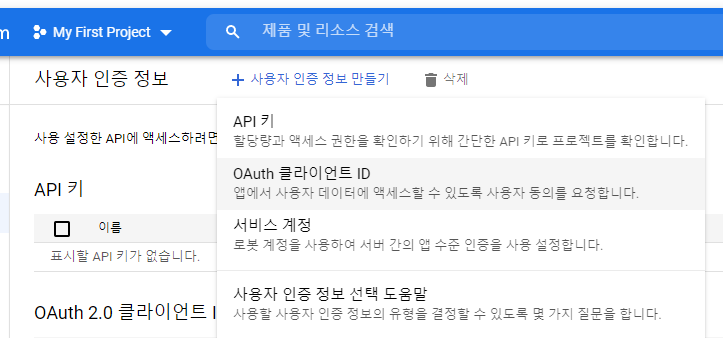 m My First Project 제품 및 리소스 검색
사용자 인증 정보 + 사용자 인증 정보 만들기 삭제
사용 설정한 API에 액세스하려면
API 키
할당량과 액세스 권한을 확인하기 위해 간단한 API 키로 프로젝트를 확인합니다.
OAuth 클라이언트 ID
앱에서 사용자 데이터에 액세스할 수 있도록 사용자 동의를 요청합니다.
서비스 계정
로봇 계정을 사용하여 서버 간의 앱 수준 인증을 사용 설정합니다.
사용자 인증 정보 선택 도움말
사용할 사용자 인증 정보의 유형을 결정할 수 있도록 몇 가지 질문을 합니다.
API 키
이름
표시할 API 키가 없습니다.
OAuth 2.0 클라이언트 I